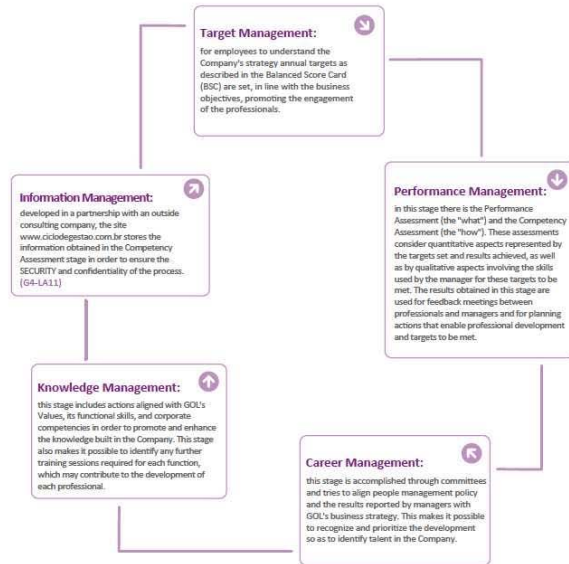 Target Management:
for employees to understand the
Company's strategy annual targets as
described in the Balanced Score Card
(BSC) are set, in line with the business
objectives, promoting the engagement
of the professionals.
Performance Management:
in this stage there is the Performance
Assessment (the "what") and the Competency
Assessment (the "how"). These assessments
consider quantitative aspects represented by
the targets set and results achieved, as well
as by qualitative aspects involving the skills
used by the manager for these targets to be
met. The results obtained in this stage are
used for feedback meetings between
professionals and managers and for planning
actions that enable professional development
and targets to be met.
Career Management:
this stage is accomplished through committees
and tries to align people management policy
and the results reported by managers with
GOL's business strategy. This makes it possible
to recognize and prioritize the development
so as to identify talent in the Company.
Knowledge Management:
this stage includes actions aligned with GOL's
Values, its functional skills, and corporate
competencies in order to promote and enhance
the knowledge built in the Company. This stage
also makes it possible to identify any further
training sessions required for each function,
which may contribute to the development of
each professional.
Information Management:
developed in a partnership with an outside
consulting company, the site
www.ciclodegestao.com.br stores the
information obtained in the Competency
Assessment stage in order to ensure the
SECURITY and confidentiality of the process.
(G4-LA11)